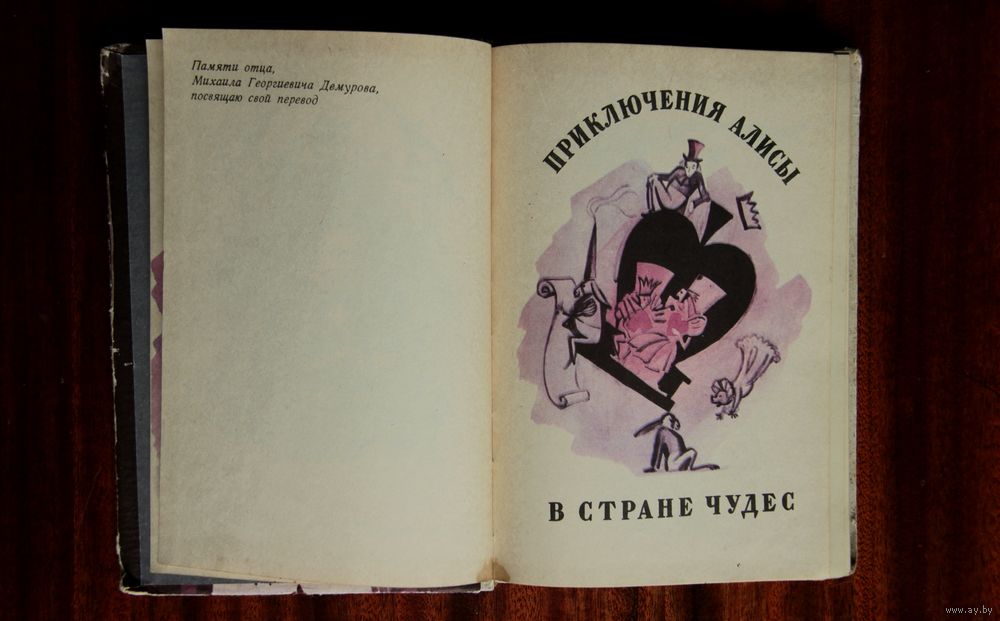 Памяти отца,
Михаила Георгиевича Демурова,
посвящаю свой перевод
ПРИКЛЮЧЕНИЯ АЛИСЫ
В СТРАНЕ ЧУДЕС
www.ay.by